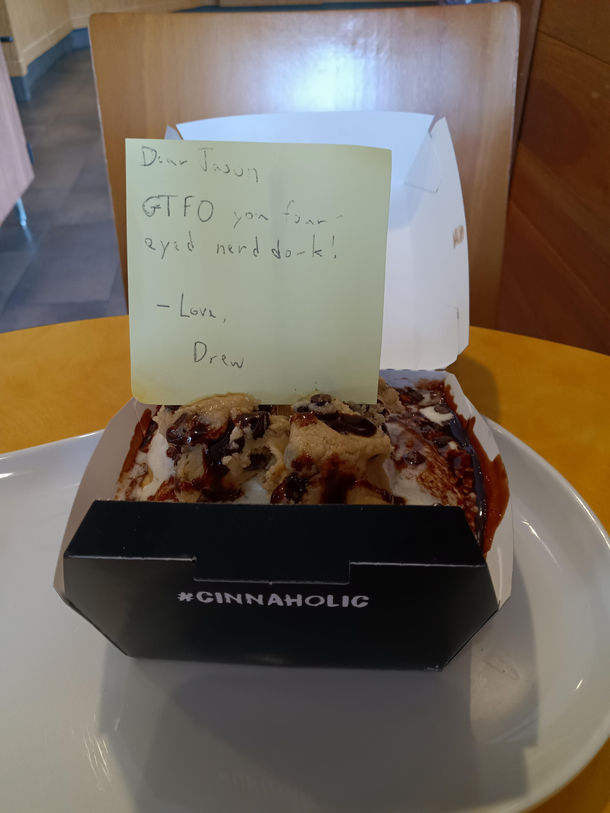 Dear Jason
GTFO you four-
eyed nerd dork!
- Love,
Drew
#CINNAHOLIC